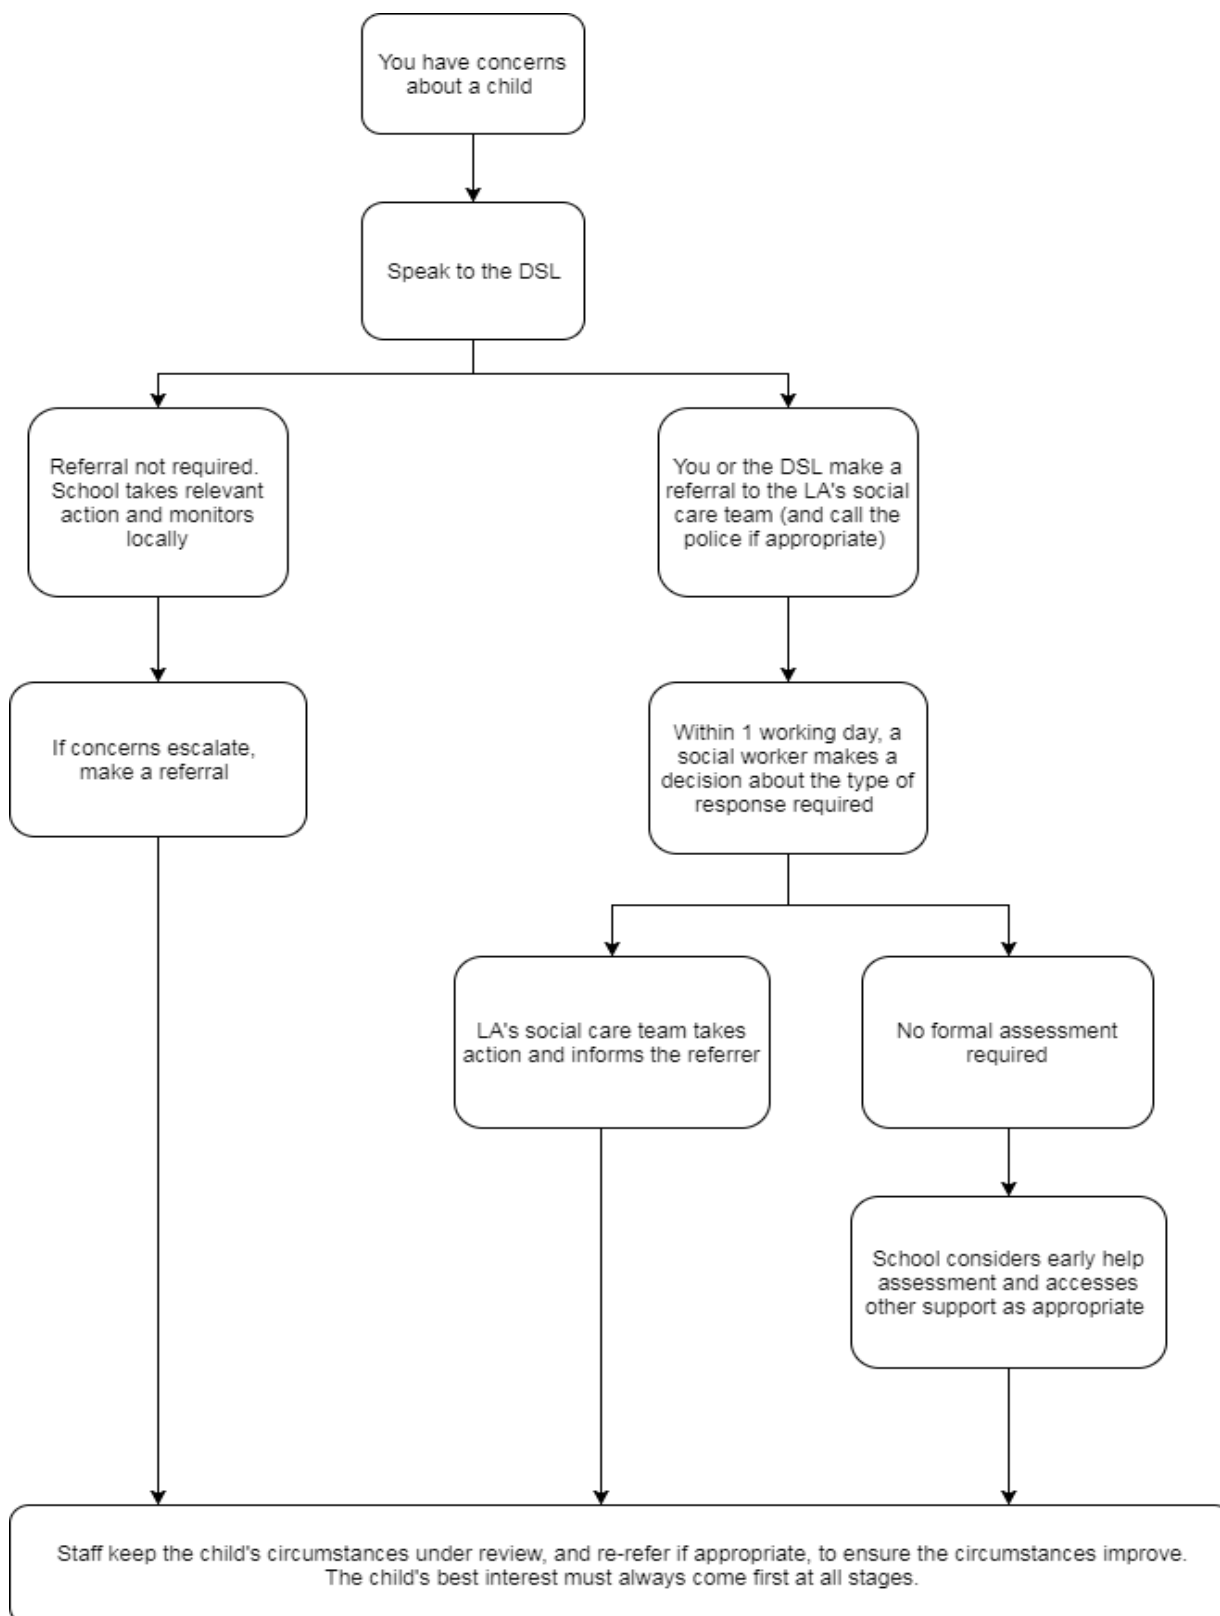 You have concerns
about a child
Speak to the DSL
Referral not required.
School takes relevant
action and monitors
locally
You or the DSL make a
referral to the LA's social
care team (and call the
police if appropriate)
If concerns escalate,
make a referral
Within 1 working day, a
social worker makes a
decision about the type of
response required
LA's social care team takes
action and informs the referrer
No formal assessment
required
School considers early help
assessment and accesses
other support as appropriate
Staff keep the child's circumstances under review, and re-refer if appropriate, to ensure the circumstances improve.
The child's best interest must always come first at all stages.